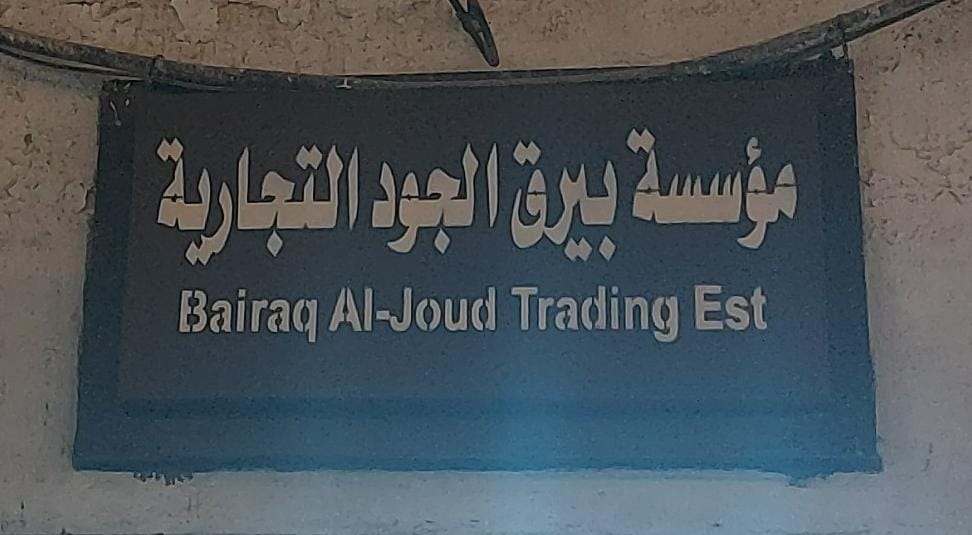 مؤسسة بيرق الجود التجارية
Bairaq Al-Joud Trading Est